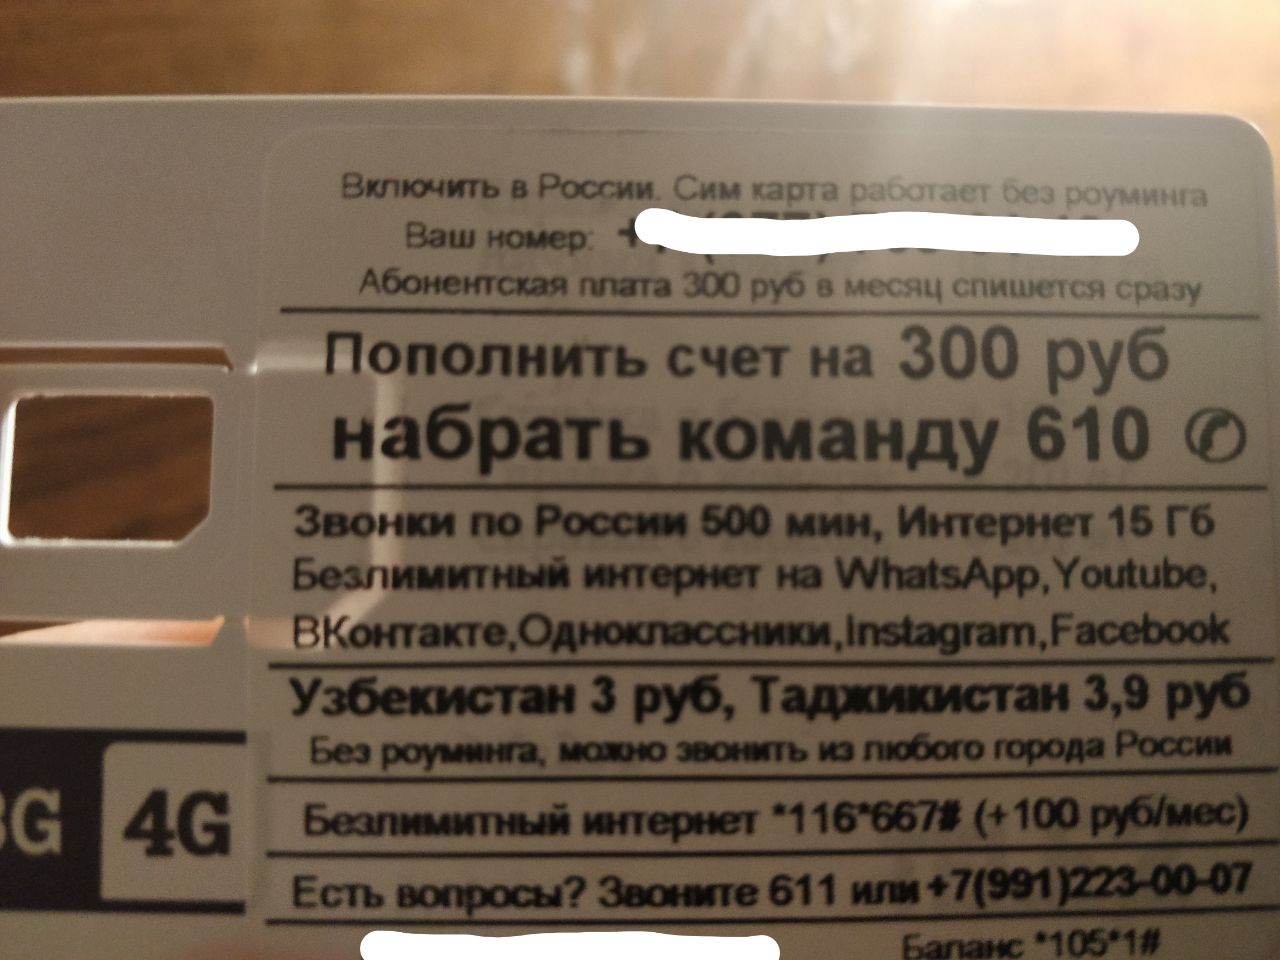 Включить в России. Сим карта работает без роуминга
Ваш номер:
Абонентская плата 300 руб в месяц спишется сразу
Пополнить счет на 300 руб
набрать команду 610 ✆
Звонки по России 500 мин, Интернет 15 Гб
Безлимитный интернет на WhatsApp,Youtube,
ВКонтакте,Одноклассники,Instagram,Facebook
Узбекистан 3 руб, Таджикистан 3,9 руб
Без роуминга, можно звонить из любого города России
3G 4G
Безлимитный интернет *116*667# (+100 руб/мес)
Есть вопросы? Звоните 611 или +7(991)223-00-07
Баланс *105*1#